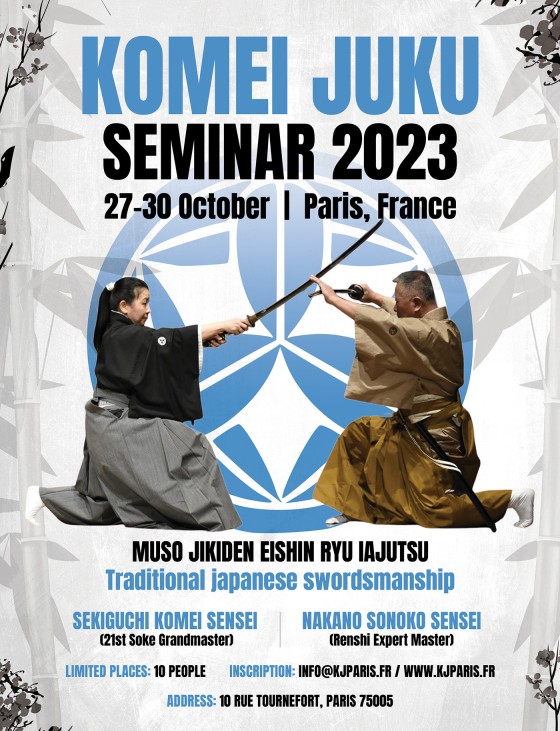 KOMEI JUKU
SEMINAR 2023
27-30 October | Paris, France
MUSO JIKIDEN EISHIN RYU IAJUTSU
Traditional japanese swordsmanship
SEKIGUCHI KOMEI SENSEI
(21st Soke Grandmaster)
NAKANO SONOKO SENSEI
(Renshi Expert Master)
LIMITED PLACES: 10 PEOPLE INSCRIPTION: INFO@KJPARIS.FR / WWW.KJPARIS.FR
ADDRESS: 10 RUE TOURNEFORT, PARIS 75005